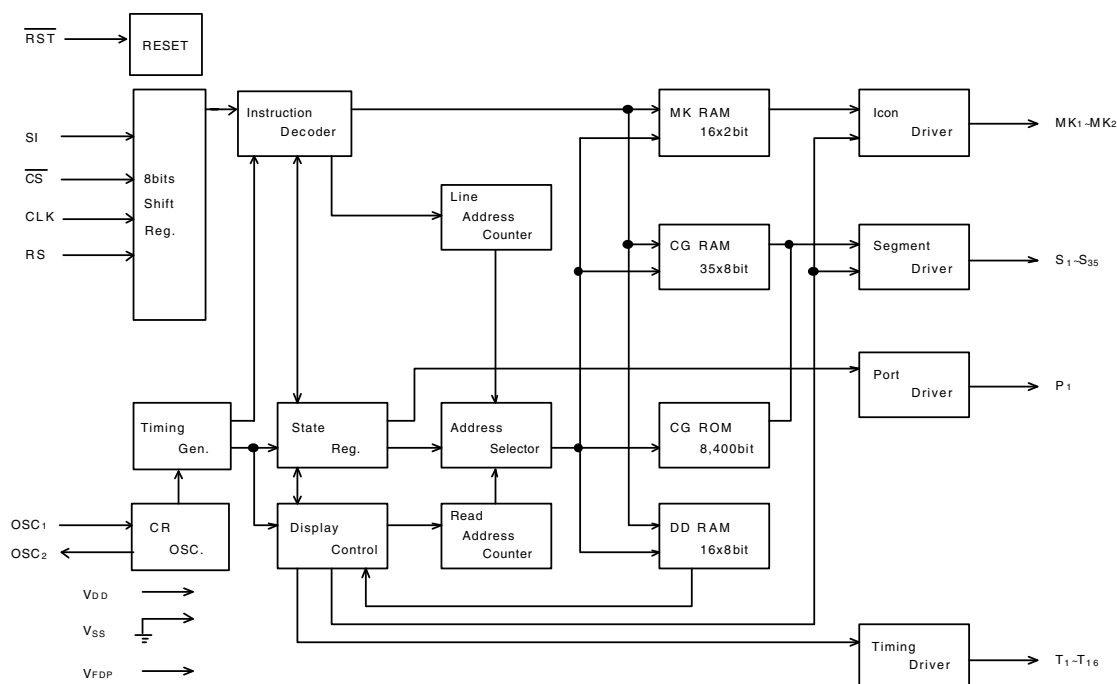 RST
RESET
SI
CS
CLK
RS
8bits
Shift
Reg.
Instruction
Decoder
Line
Address
Counter
MK RAM
16x2bit
Icon
Driver
MK1~MK2
CG RAM
35x8bit
Segment
Driver
S1~S35
Port
Driver
P1
Timing
Gen.
State
Reg.
Address
Selector
CG ROM
8,400bit
OSC1
OSC2
CR
OSC.
Display
Control
Read
Address
Counter
DD RAM
16x8bit
VDD
VSS
VFDP
Timing
Driver
T1~T16